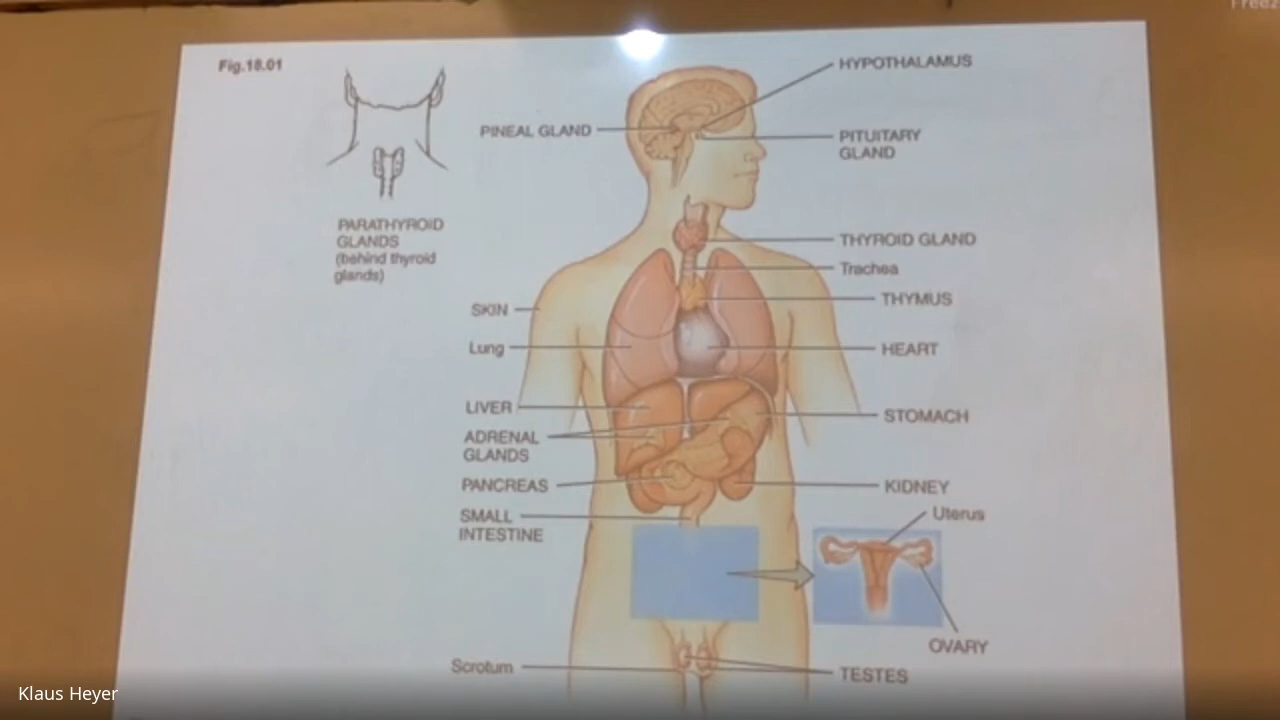 Freez
Fig.18.01
HYPOTHALAMUS
PINEAL GLAND
PITUITARY
GLAND
PARATHYROID
GLANDS
(behind thyroid
glands)
THYROID GLAND
Trachea
THYMUS
SKIN
Lung
HEART
LIVER
STOMACH
ADRENAL
GLANDS
PANCREAS
KIDNEY
SMALL
INTESTINE
Uterus
OVARY
Scrotum
TESTES
Klaus Heyer